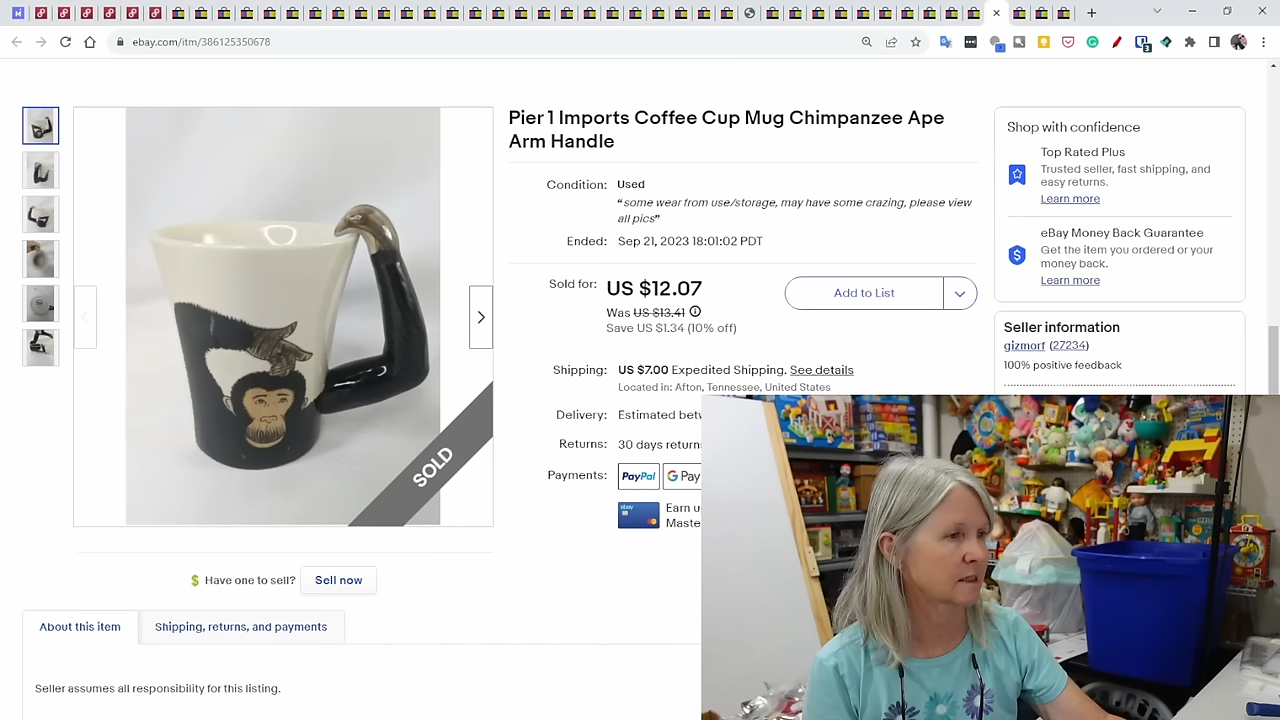 ebay.com/itm/386125350678
Pier 1 Imports Coffee Cup Mug Chimpanzee Ape
Arm Handle
Condition: Used
“some wear from use/storage, may have some crazing, please view
all pics”
Ended: Sep 21, 2023 18:01:02 PDT
Sold for: US $12.07
Was US $13.41
Save US $1.34 (10% off)
Add to List
Shipping: US $7.00 Expedited Shipping. See details
Located in: Afton, Tennessee, United States
Delivery: Estimated
Returns: 30 days
Payments: PayPal G Pay
ebay
Earn
SOLD
Shop with confidence
Top Rated Plus
Trusted seller, fast shipping, and
easy returns.
Learn more
eBay Money Back Guarantee
Get the item you ordered or your
money back.
Learn more
Seller information
gizmorf (27234)
100% positive feedback
$ Have one to sell? Sell now
About this item
Shipping, returns, and payments
Seller assumes all responsibility for this listing.